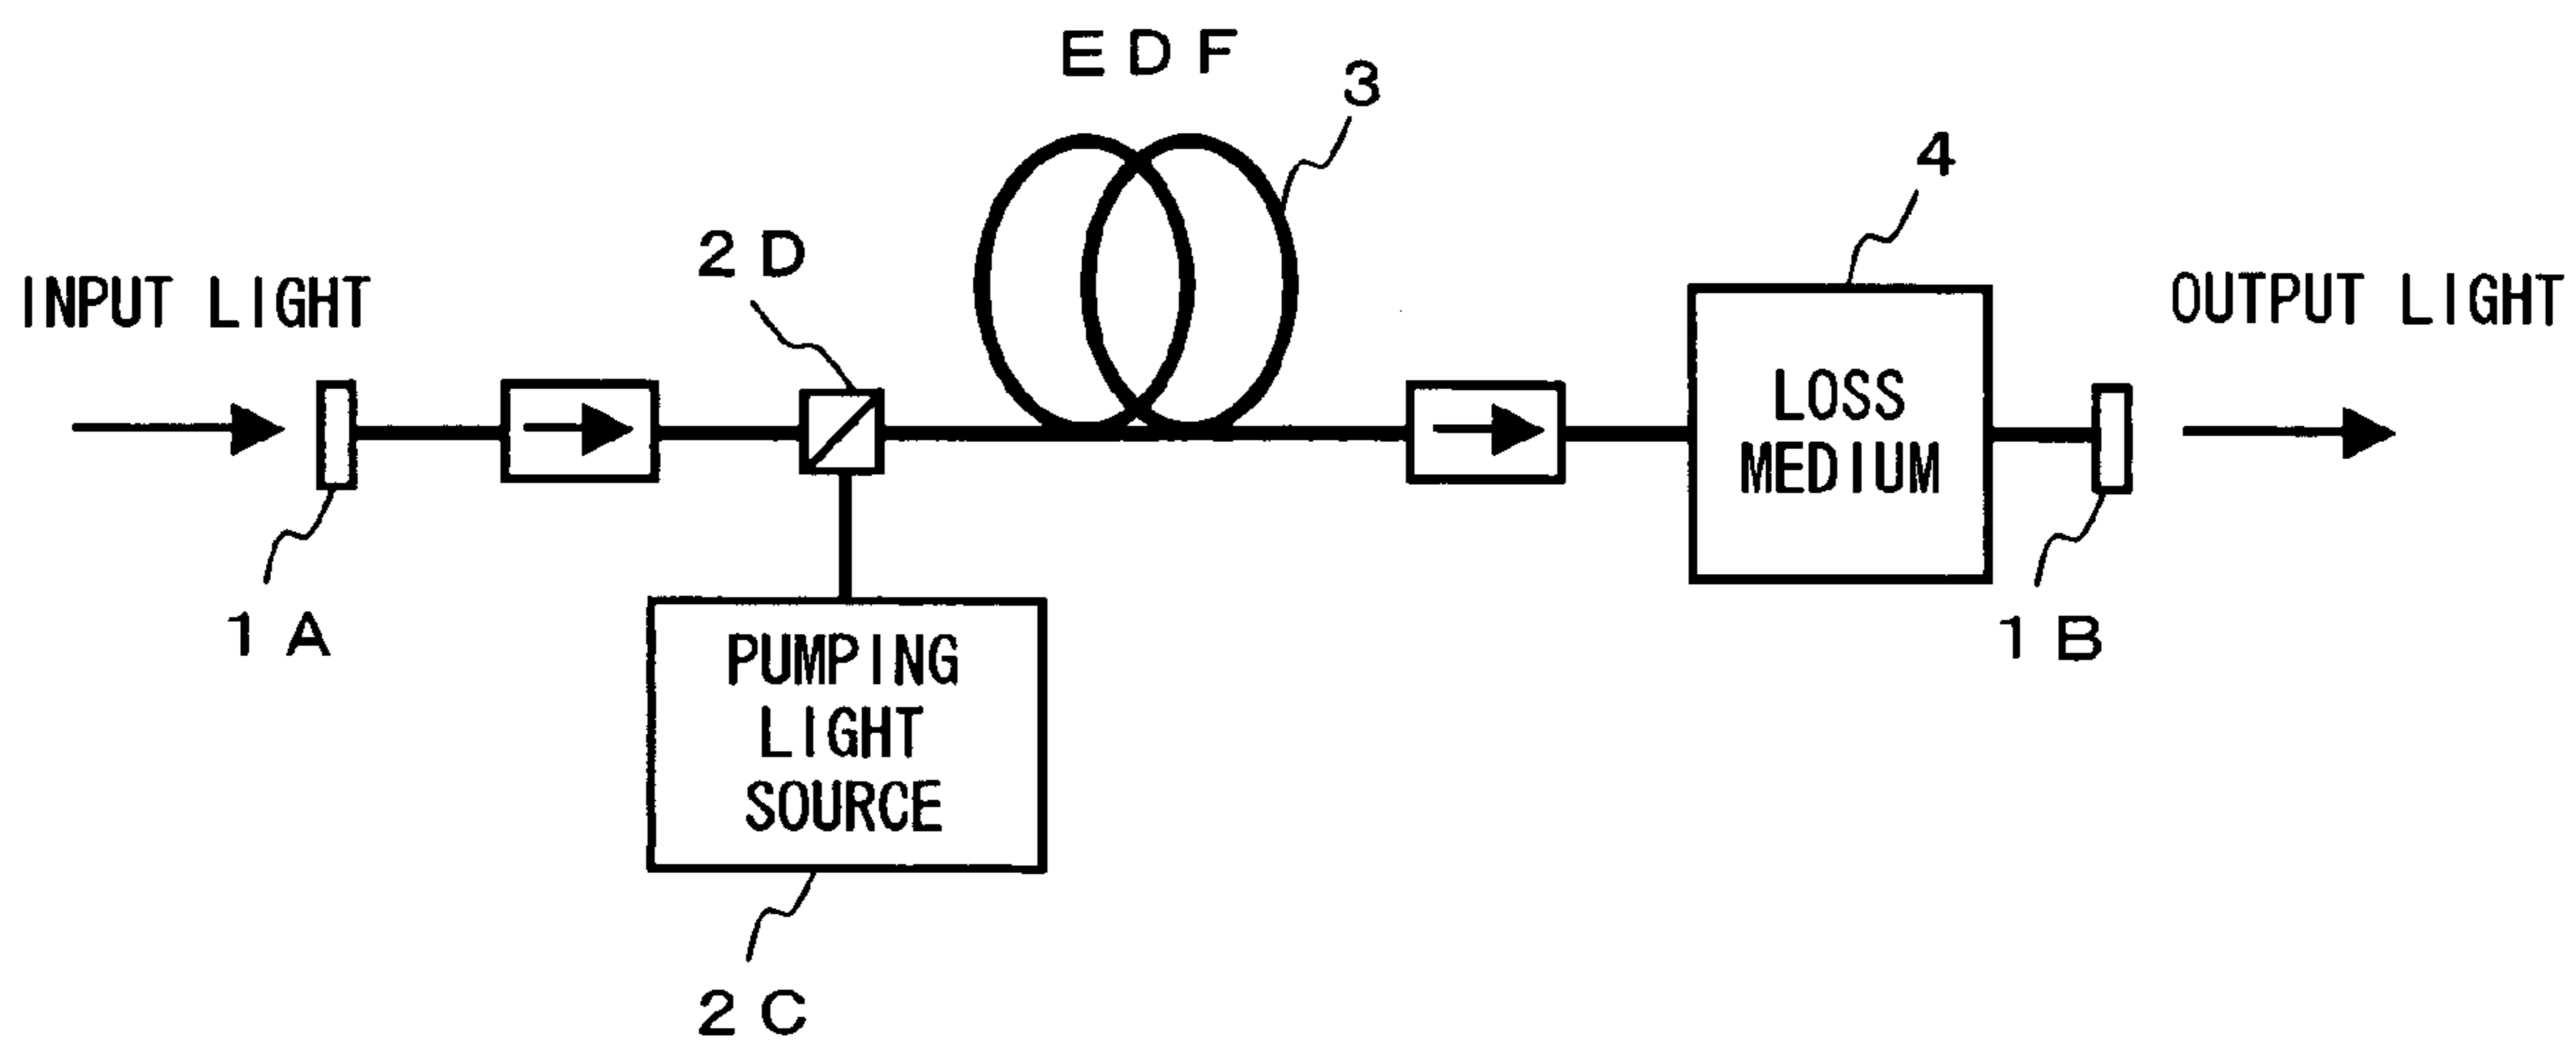 EDF
3
4
2D
INPUT LIGHT
OUTPUT LIGHT
LOSS
MEDIUM
1A
1B
PUMPING
LIGHT
SOURCE
2C